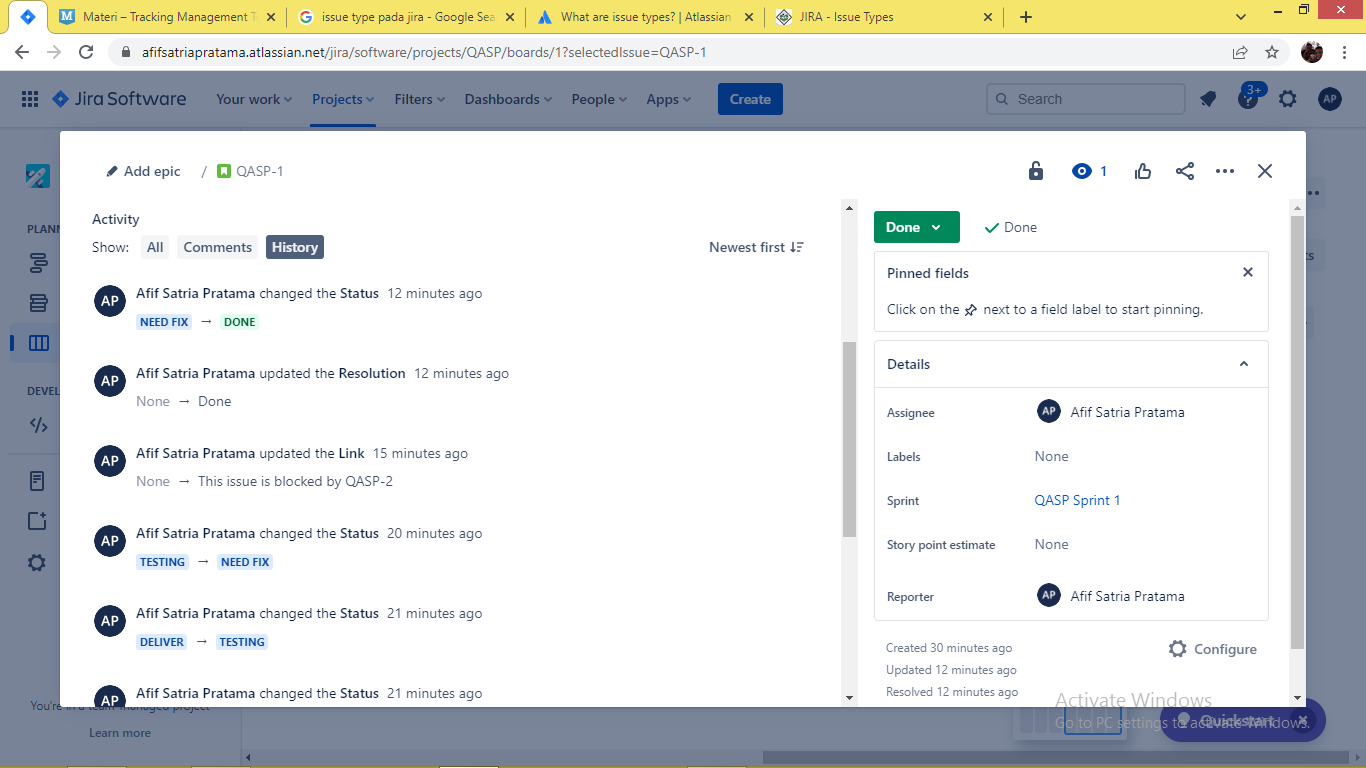 Materi – Tracking Management T
issue type pada jira - Google Sea
What are issue types? | Atlassian
JIRA - Issue Types
afifsatriapratama.atlassian.net/jira/software/projects/QASP/boards/1?selectedIssue=QASP-1
Jira Software
Your work
Projects
Filters
Dashboards
People
Apps
Create
Search
3+
AP
Add epic
/
QASP-1
1
PLANN
DEVEL
Activity
Show:
All
Comments
History
Newest first
AP
Afif Satria Pratama changed the Status 12 minutes ago
NEED FIX → DONE
AP
Afif Satria Pratama updated the Resolution 12 minutes ago
None → Done
AP
Afif Satria Pratama updated the Link 15 minutes ago
None → This issue is blocked by QASP-2
AP
Afif Satria Pratama changed the Status 20 minutes ago
TESTING → NEED FIX
AP
Afif Satria Pratama changed the Status 21 minutes ago
DELIVER → TESTING
AP
Afif Satria Pratama changed the Status 21 minutes ago
Done
Done
Pinned fields
Click on the next to a field label to start pinning.
Details
Assignee
AP
Afif Satria Pratama
Labels
None
Sprint
QASP Sprint 1
Story point estimate
None
Reporter
AP
Afif Satria Pratama
Created 30 minutes ago
Updated 12 minutes ago
Resolved 12 minutes ago
Configure
You're in a team-managed project
Learn more
Quickstart
Activate Windows
Go to PC settings to activate Windows.